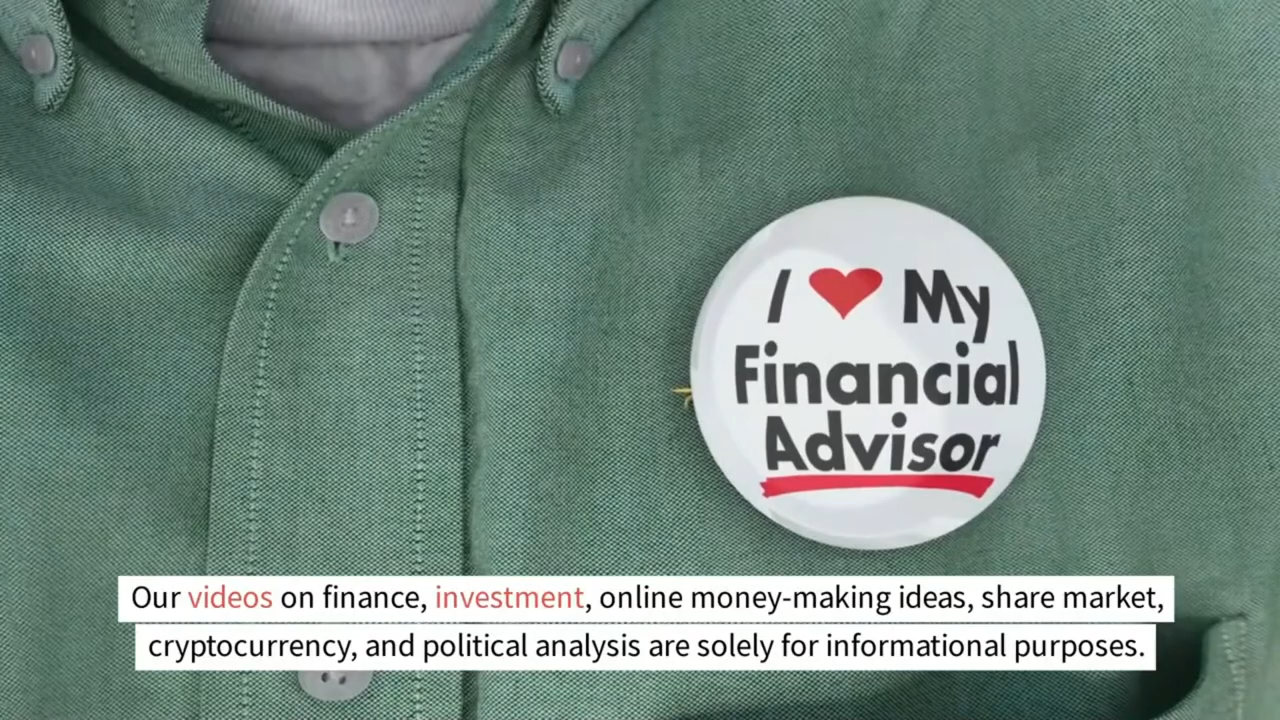 I ❤ My
Financial
Advisor
Our videos on finance, investment, online money-making ideas, share market,
cryptocurrency, and political analysis are solely for informational purposes.